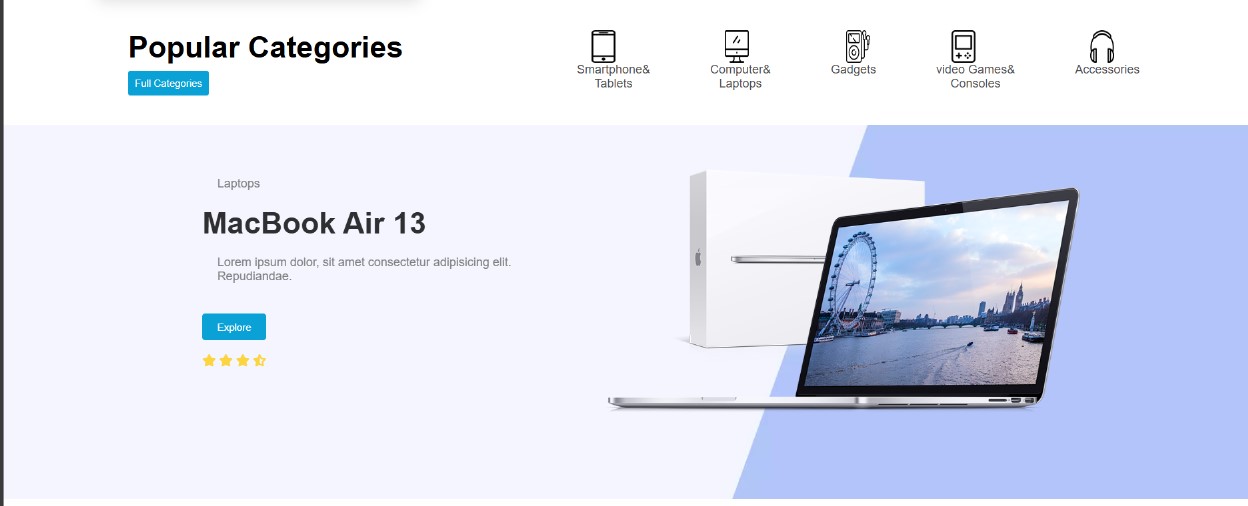 Popular Categories
Full Categories
Smartphone&
Tablets
Computer&
Laptops
Gadgets
video Games&
Consoles
Accessories
Laptops
MacBook Air 13
Lorem ipsum dolor, sit amet consectetur adipisicing elit.
Repudiandae.
Explore